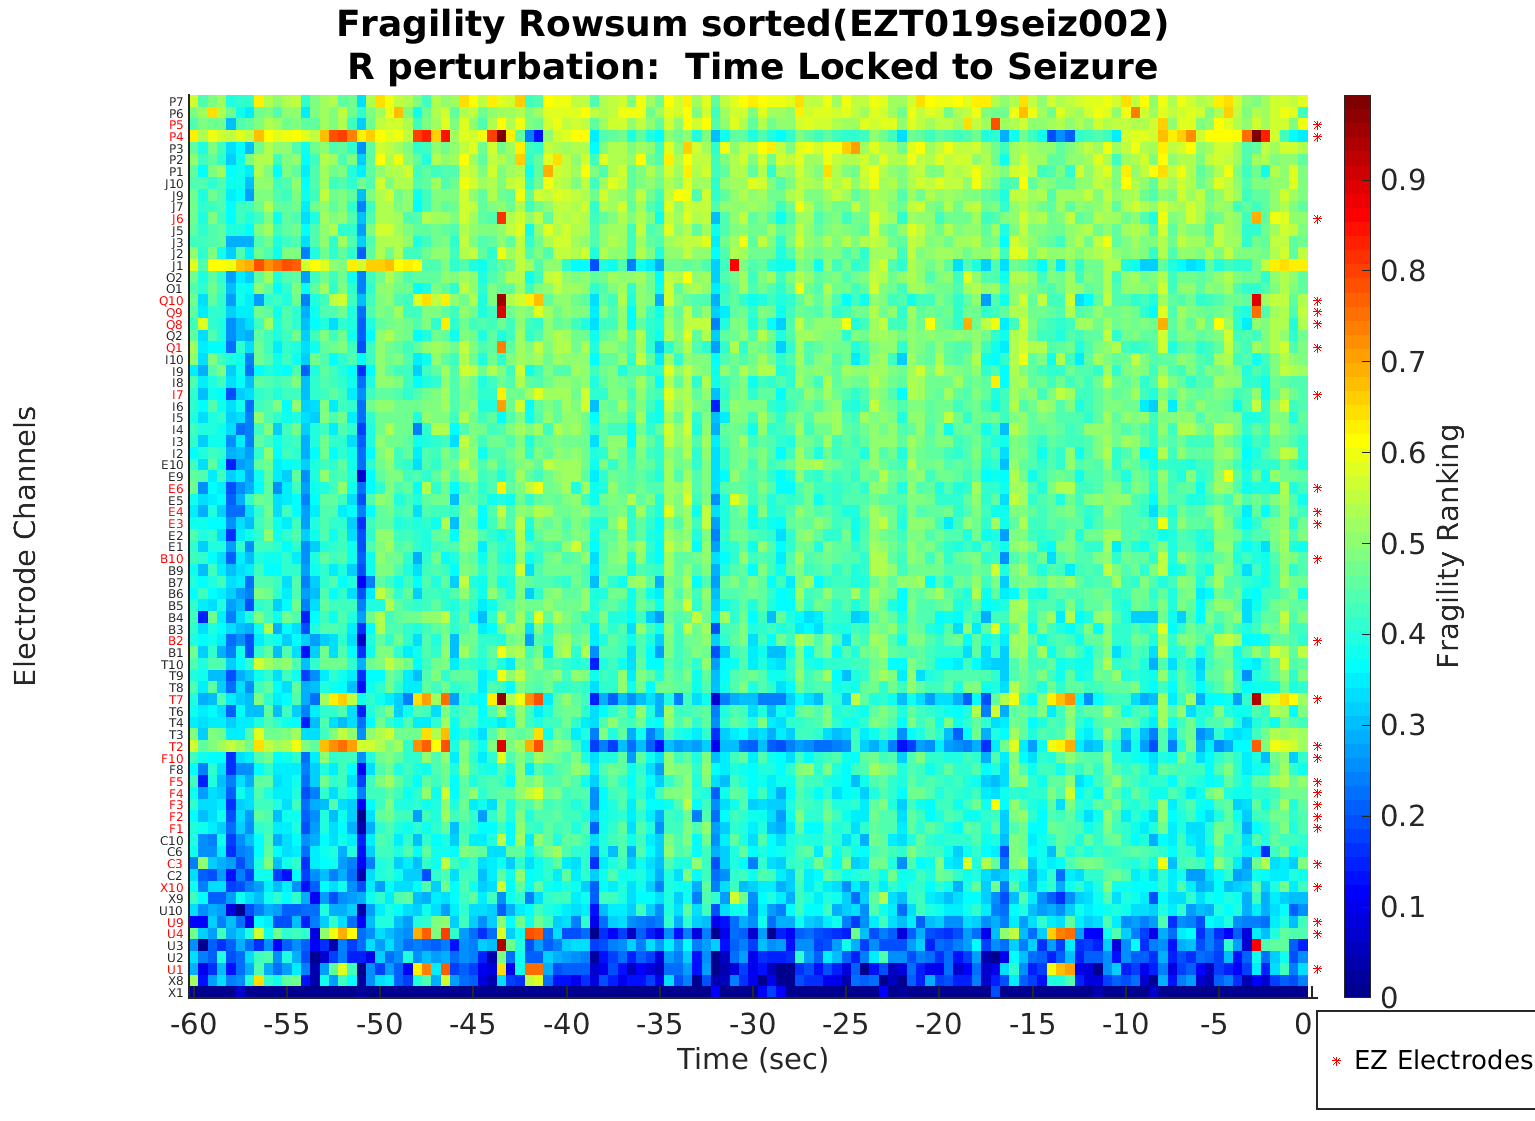 Fragility Rowsum sorted(EZT019seiz002)
R perturbation:  Time Locked to Seizure
Electrode Channels
P7
P6
P5
P4
P3
P2
P1
J10
J9
J7
J6
J5
J3
J2
J1
O2
O1
Q10
Q9
Q8
Q2
Q1
I10
I9
I8
I7
I6
I5
I4
I3
I2
E10
E9
E6
E5
E4
E3
E2
E1
B10
B9
B7
B6
B5
B4
B3
B2
B1
T10
T9
T8
T7
T6
T4
T3
T2
F10
F8
F5
F4
F3
F2
F1
C10
C6
C3
C2
X10
X9
U10
U9
U4
U3
U2
U1
X8
X1
-60 -55 -50 -45 -40 -35 -30 -25 -20 -15 -10 -5 0
Time (sec)
0.9
0.8
0.7
0.6
0.5
0.4
0.3
0.2
0.1
0
Fragility Ranking
EZ Electrodes